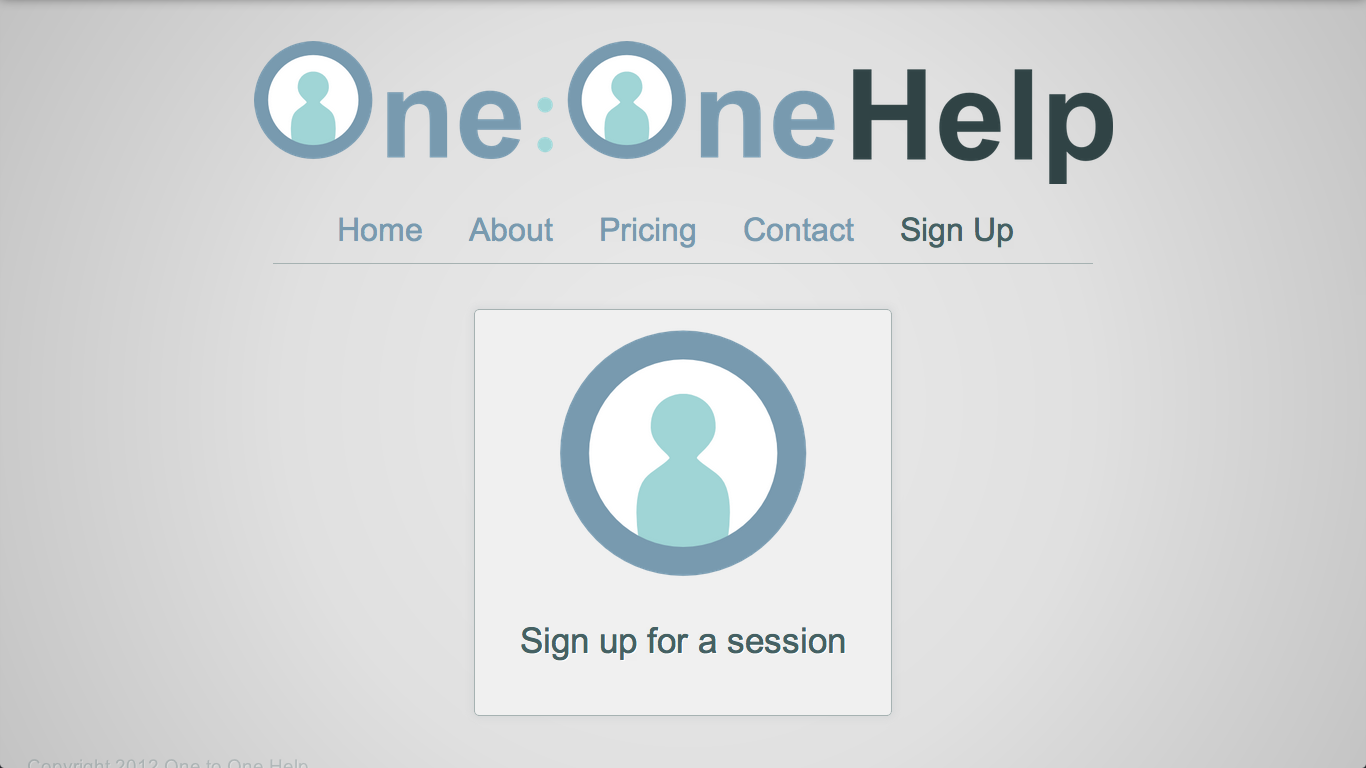 One:OneHelp
Home About Pricing Contact Sign Up
Sign up for a session
Copyright 2012 One to One Help